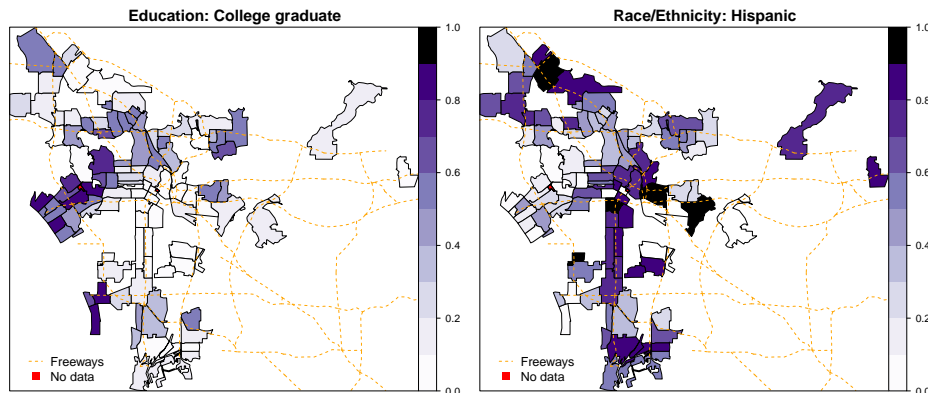 Education: College graduate
1.0
0.8
0.6
0.4
0.2
0.0
Freeways
No data
Race/Ethnicity: Hispanic
1.0
0.8
0.6
0.4
0.2
0.0
Freeways
No data